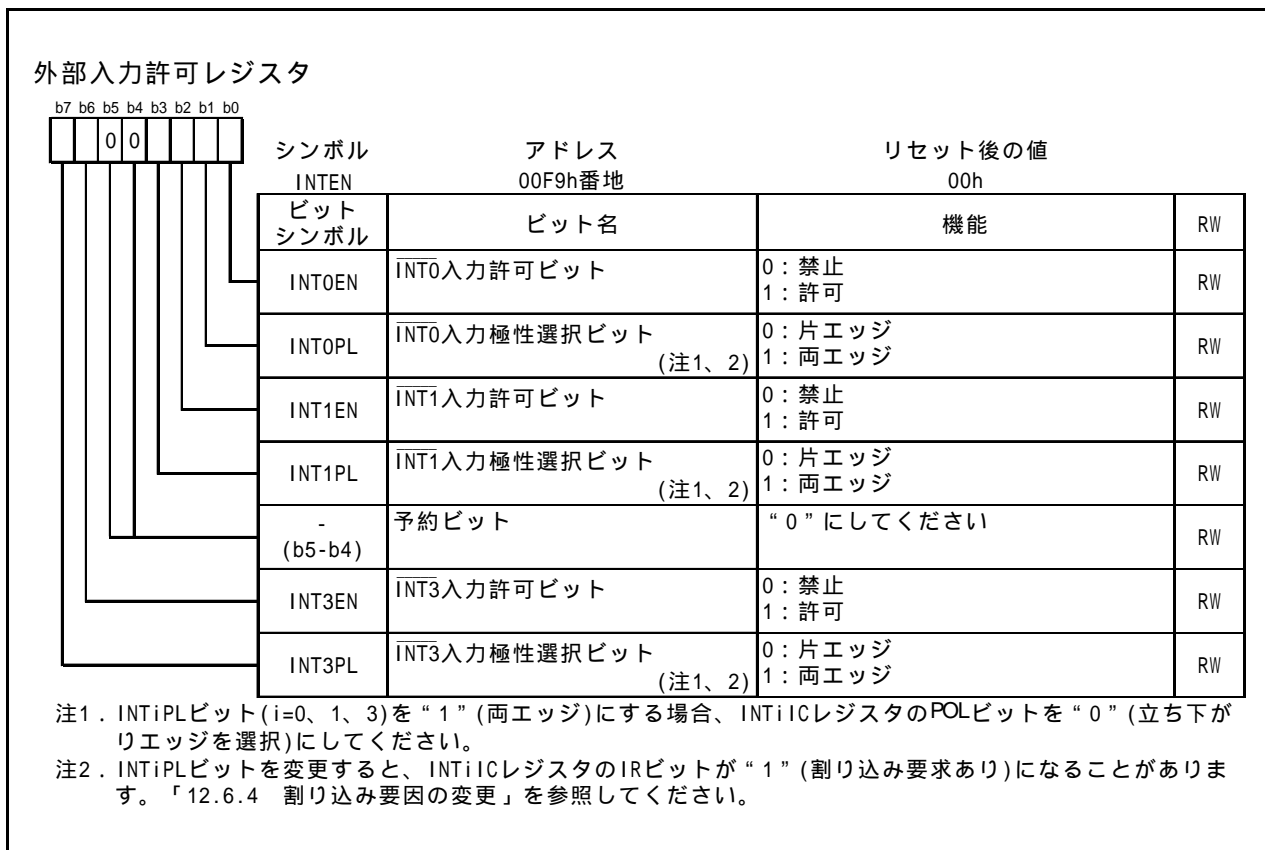 外部入力許可レジスタ
b7 b6 b5 b4 b3 b2 b1 b0
0 0
シンボル アドレス リセット後の値
INTEN 00F9h番地 00h
ビット
シンボル ビット名 機能 RW
INT0EN INT0入力許可ビット 0：禁止
1：許可 RW
INT0PL INT0入力極性選択ビット
(注1、2) 0：片エッジ
1：両エッジ RW
INT1EN INT1入力許可ビット 0：禁止
1：許可 RW
INT1PL INT1入力極性選択ビット
(注1、2) 0：片エッジ
1：両エッジ RW
-
(b5-b4) 予約ビット “0”にしてください RW
INT3EN INT3入力許可ビット 0：禁止
1：許可 RW
INT3PL INT3入力極性選択ビット
(注1、2) 0：片エッジ
1：両エッジ RW
注1．INTiPLビット(i=0、1、3)を“1”(両エッジ)にする場合、INTiICレジスタのPOLビットを“0”(立ち下が
りエッジを選択)にしてください。
注2．INTiPLビットを変更すると、INTiICレジスタのIRビットが“1”(割り込み要求あり)になることがありま
す。「12.6.4　割り込み要因の変更」を参照してください。